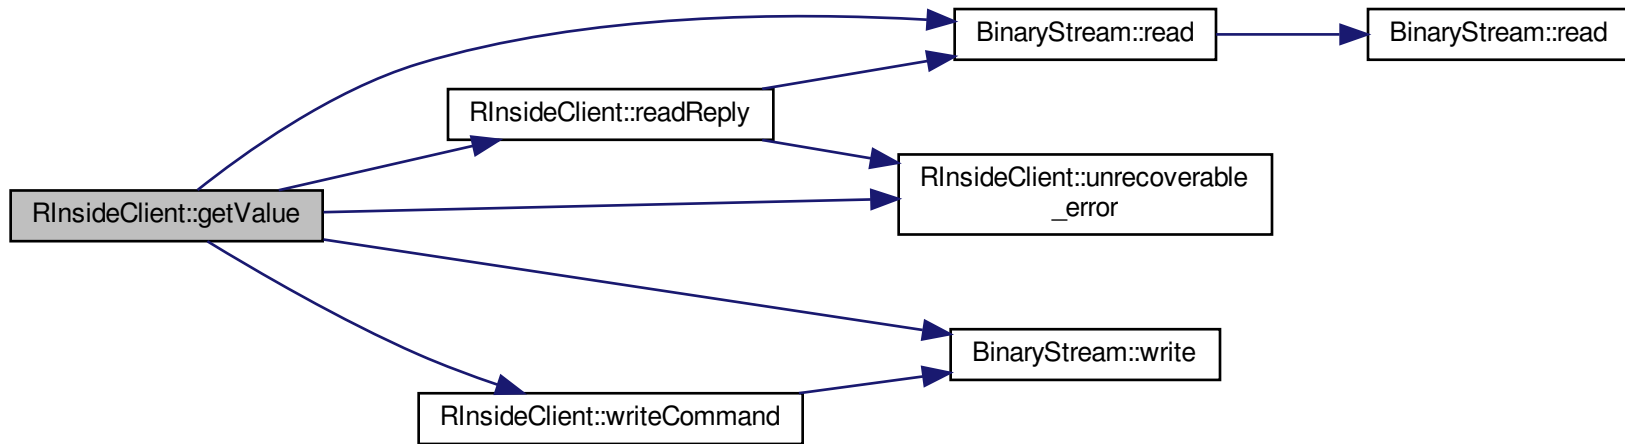 BinaryStream::read
BinaryStream::read
RInsideClient::readReply
RInsideClient::unrecoverable
_error
RInsideClient::getValue
BinaryStream::write
RInsideClient::writeCommand